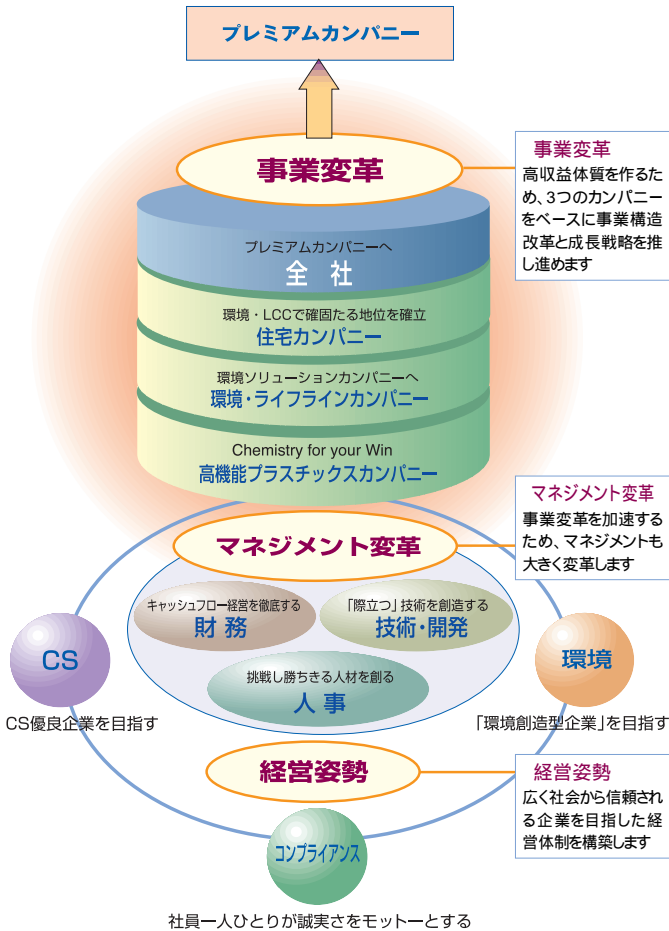 プレミアムカンパニー
事業変革
事業変革
高収益体質を作るた
め、3つのカンパニー
をベースに事業構造
改革と成長戦略を推
し進めます
プレミアムカンパニーへ
全 社
環境・LCCで確固たる地位を確立
住宅カンパニー
環境ソリューションカンパニーへ
環境・ライフラインカンパニー
Chemistry for your Win
高機能プラスチックスカンパニー
マネジメント変革
マネジメント変革
事業変革を加速する
ため、マネジメントも
大きく変革します
キャッシュフロー経営を徹底する
財 務
「際立つ」技術を創造する
技術・開発
挑戦し勝ちきる人材を創る
人 事
CS
CS優良企業を目指す
環境
「環境創造型企業」を目指す
経営姿勢
経営姿勢
広く社会から信頼され
る企業を目指した経
営体制を構築します
コンプライアンス
社員一人ひとりが誠実さをモットーとする